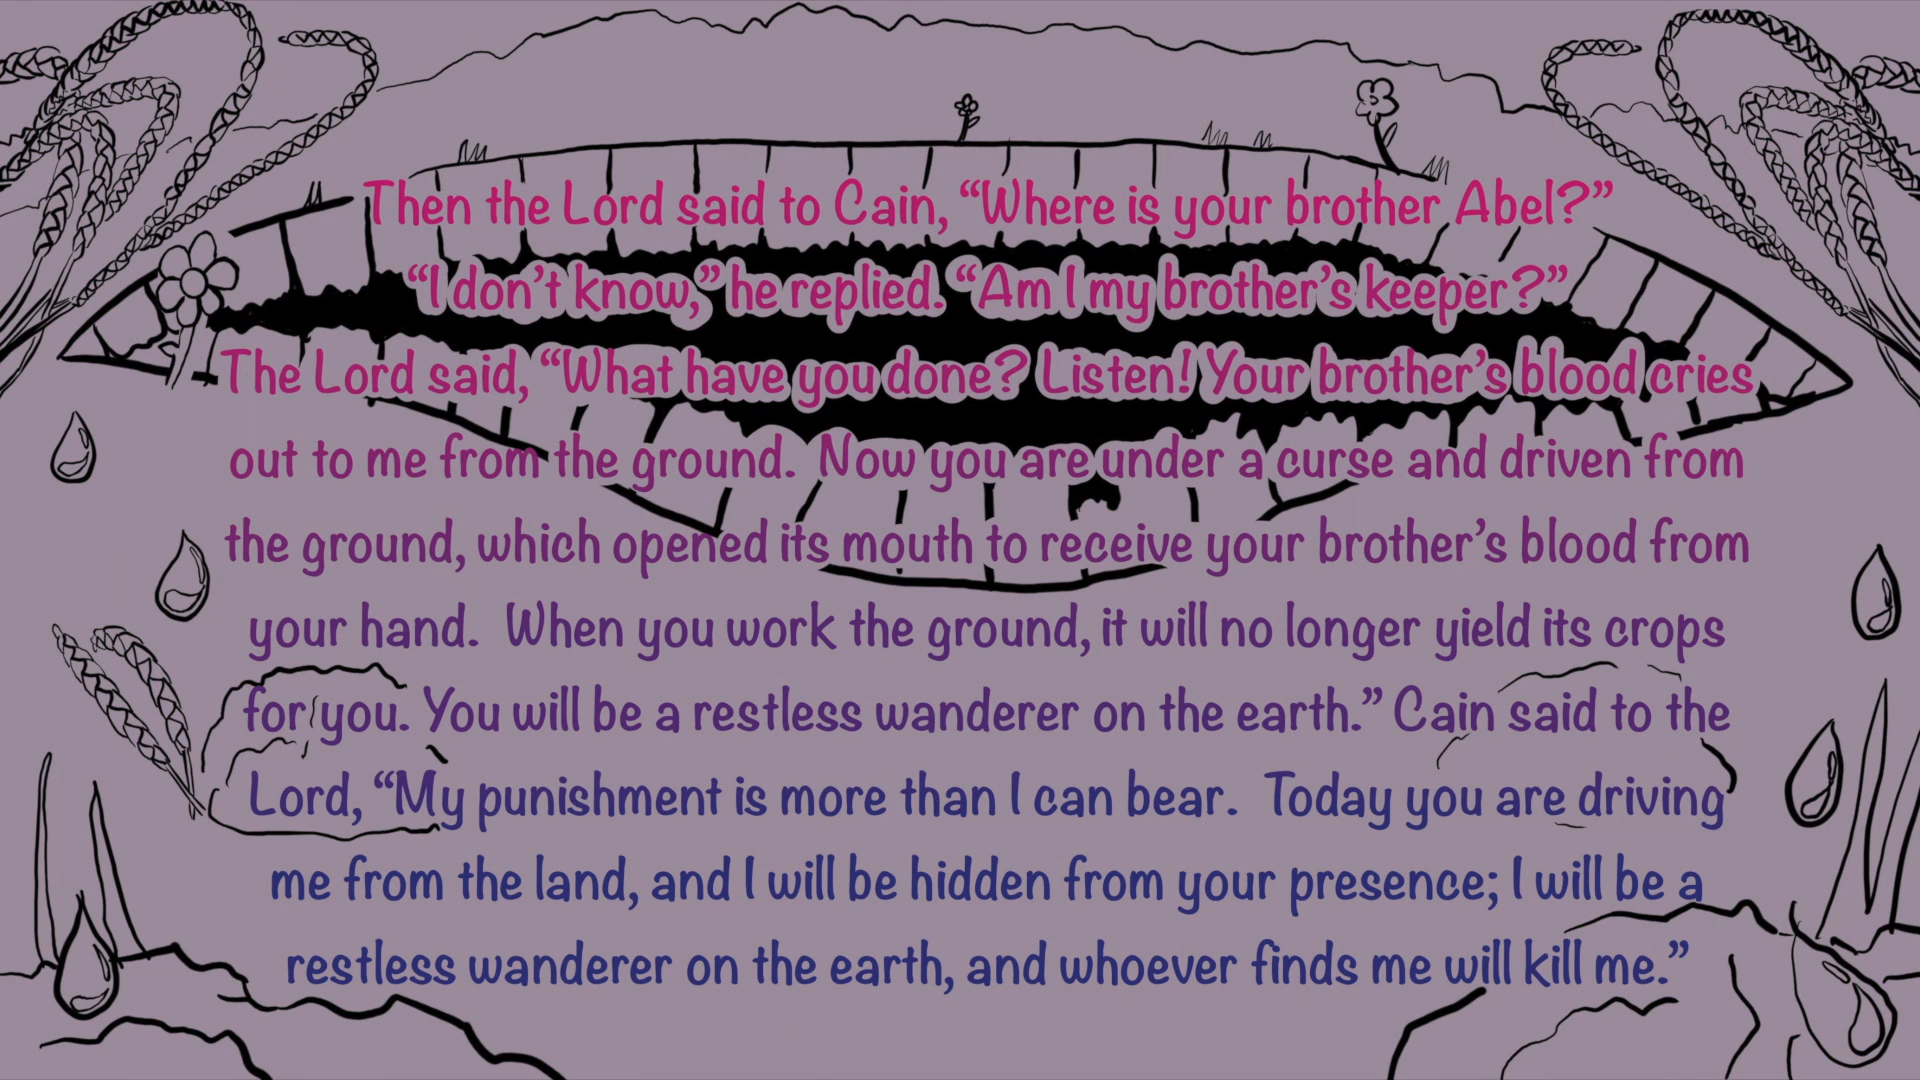 Then the Lord said to Cain, “Where is your brother Abel?”
“I don’t know,” he replied. “Am I my brother’s keeper?”
The Lord said, “What have you done? Listen! Your brother’s blood cries
out to me from the ground.  Now you are under a curse and driven from
the ground, which opened its mouth to receive your brother’s blood from
your hand.  When you work the ground, it will no longer yield its crops
for you. You will be a restless wanderer on the earth.” Cain said to the
Lord, “My punishment is more than I can bear.  Today you are driving
me from the land, and I will be hidden from your presence; I will be a
restless wanderer on the earth, and whoever finds me will kill me.”